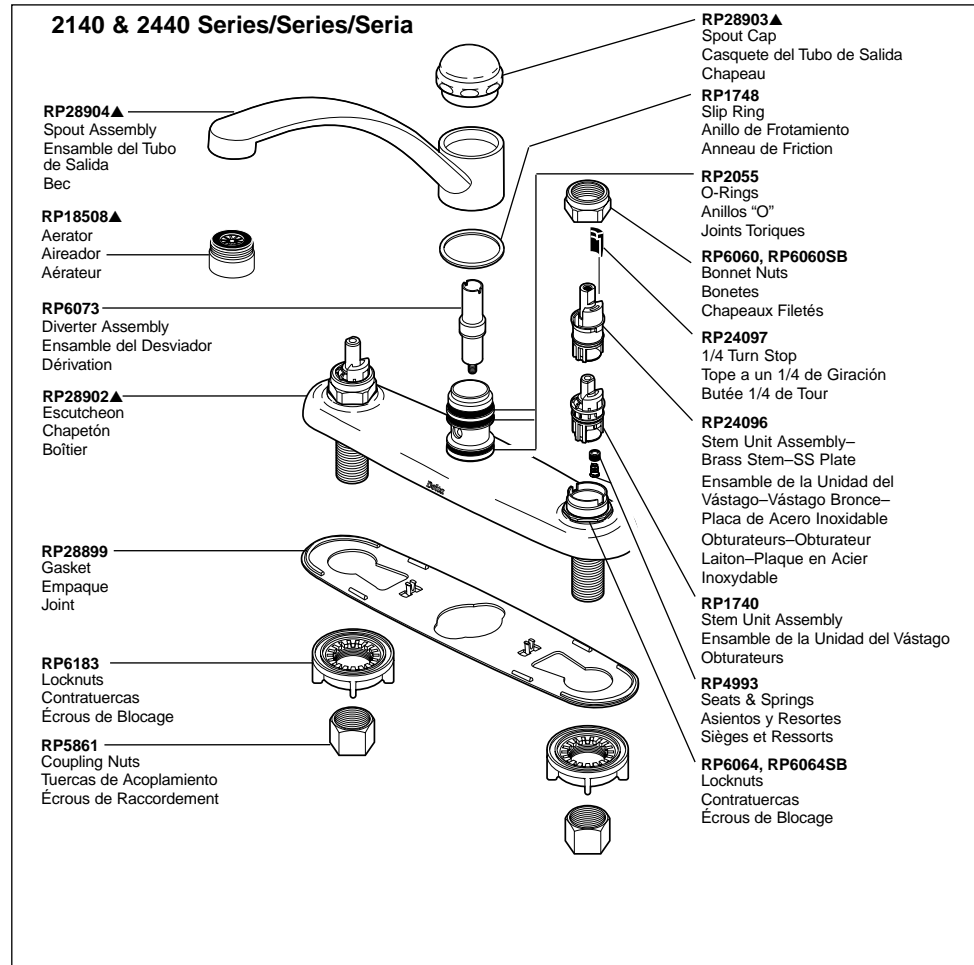 2140 & 2440 Series/Series/Seria
RP28904▲
Spout Assembly
Ensamble del Tubo
de Salida
Bec
RP18508▲
Aerator
Aireador
Aérateur
RP6073
Diverter Assembly
Ensamble del Desviador
Dérivation
RP28902▲
Escutcheon
Chapetón
Boîtier
RP28899
Gasket
Empaque
Joint
RP6183
Locknuts
Contratuercas
Écrous de Blocage
RP5861
Coupling Nuts
Tuercas de Acoplamiento
Écrous de Raccordement
Delta
RP28903▲
Spout Cap
Casquete del Tubo de Salida
Chapeau
RP1748
Slip Ring
Anillo de Frotamiento
Anneau de Friction
RP2055
O-Rings
Anillos “O”
Joints Toriques
RP6060, RP6060SB
Bonnet Nuts
Bonetes
Chapeaux Filetés
RP24097
1/4 Turn Stop
Tope a un 1/4 de Giración
Butée 1/4 de Tour
RP24096
Stem Unit Assembly–
Brass Stem–SS Plate
Ensamble de la Unidad del
Vástago–Vástago Bronce–
Placa de Acero Inoxidable
Obturateurs–Obturateur
Laiton–Plaque en Acier
Inoxydable
RP1740
Stem Unit Assembly
Ensamble de la Unidad del Vástago
Obturateurs
RP4993
Seats & Springs
Asientos y Resortes
Sièges et Ressorts
RP6064, RP6064SB
Locknuts
Contratuercas
Écrous de Blocage